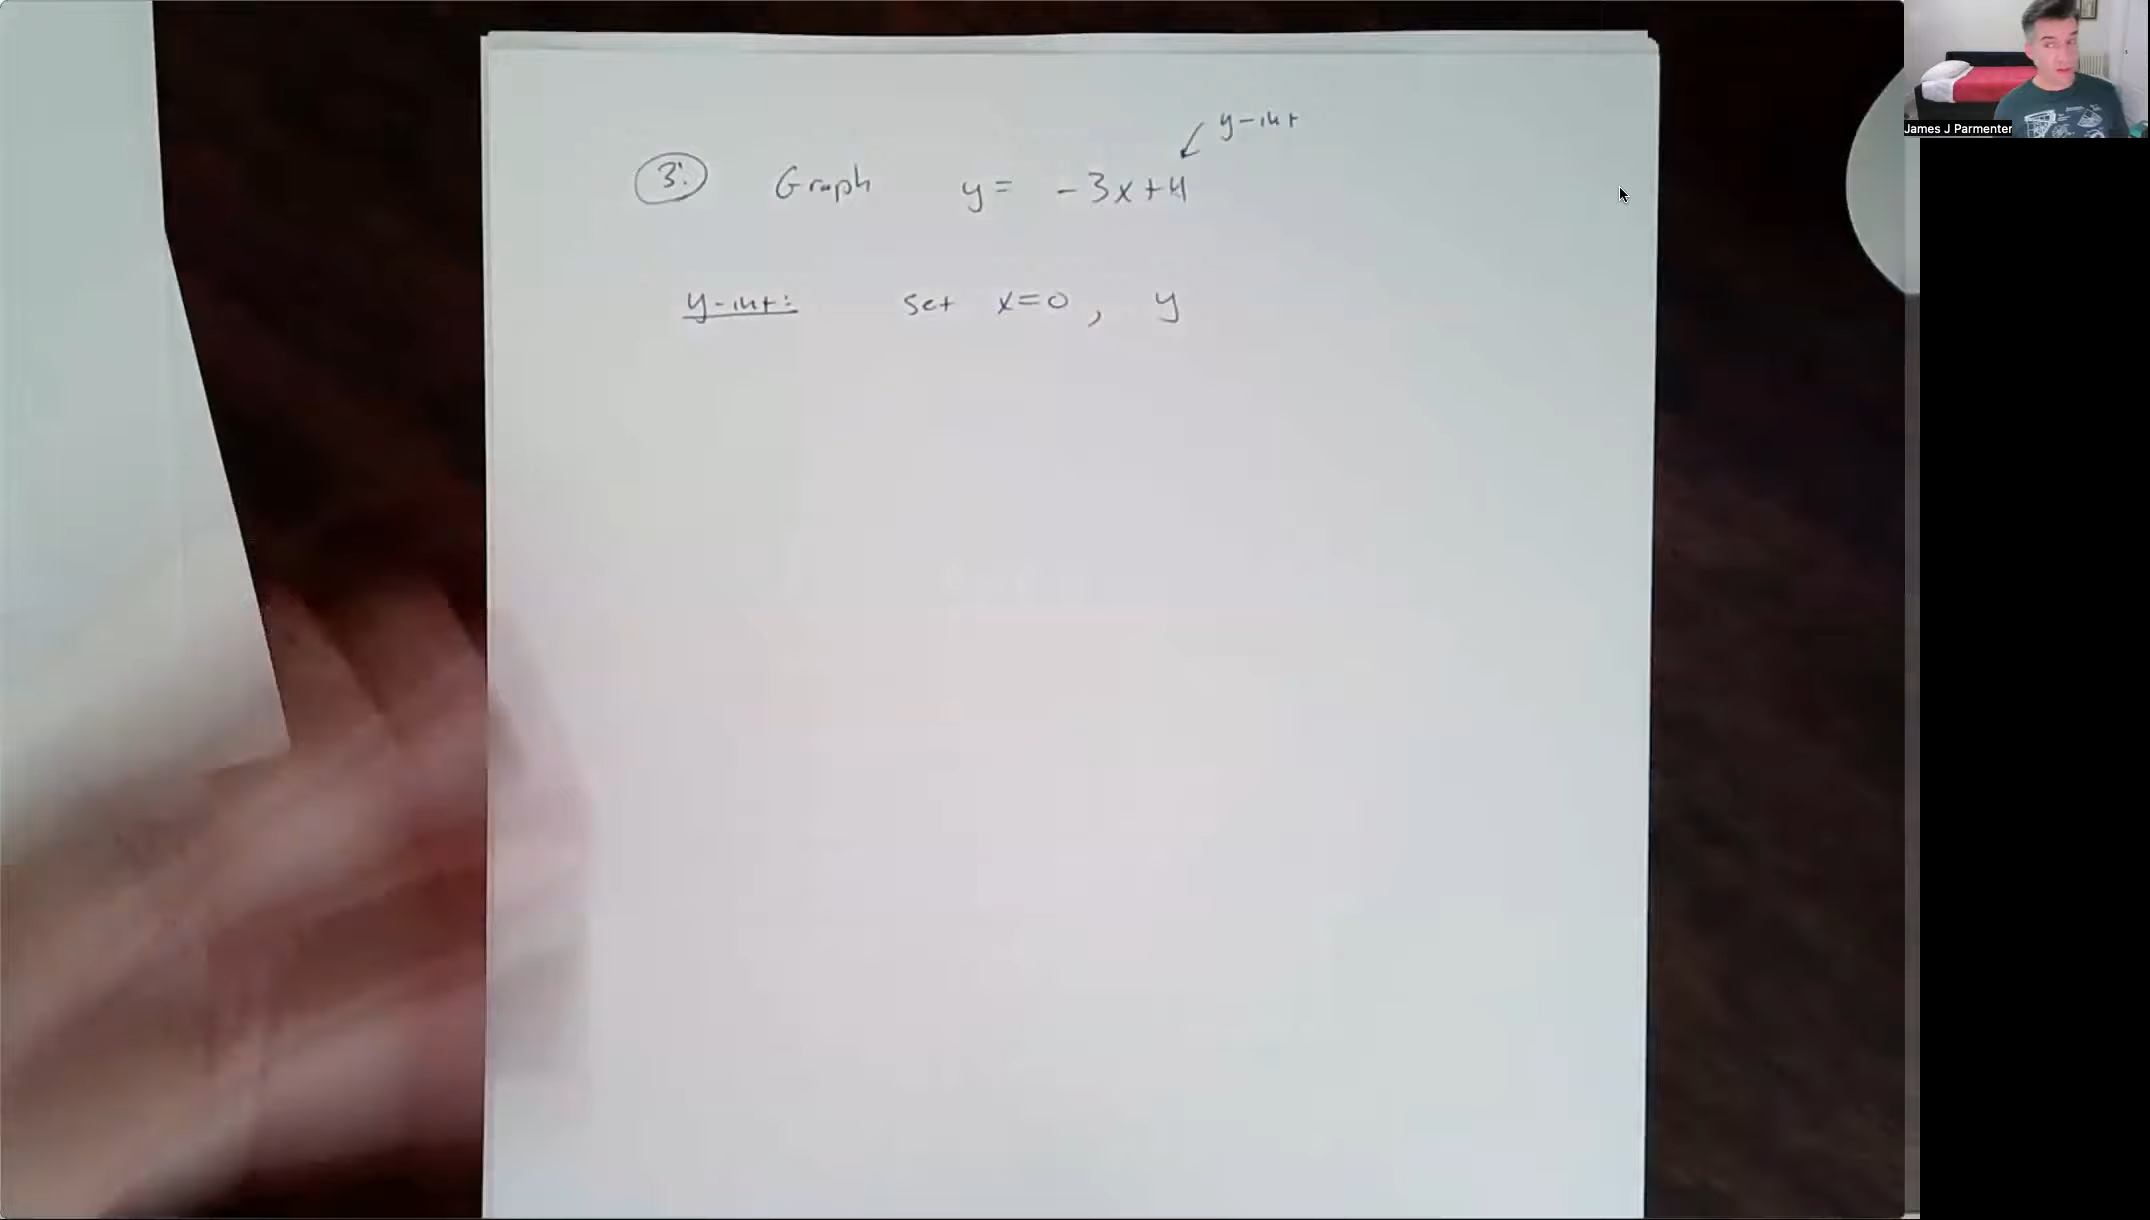 y-int
3. Graph y = -3x+4
y-int: set x=0, y
James J Parmenter